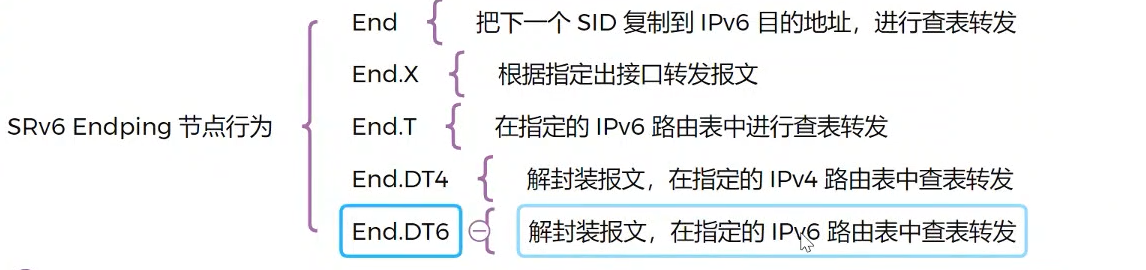 End 把下一个 SID 复制到 IPv6 目的地址，进行查表转发
End.X 根据指定出接口转发报文
SRv6 Endping 节点行为
End.T 在指定的 IPv6 路由表中进行查表转发
End.DT4 解封装报文，在指定的 IPv4 路由表中查表转发
End.DT6 解封装报文，在指定的 IPv6 路由表中查表转发